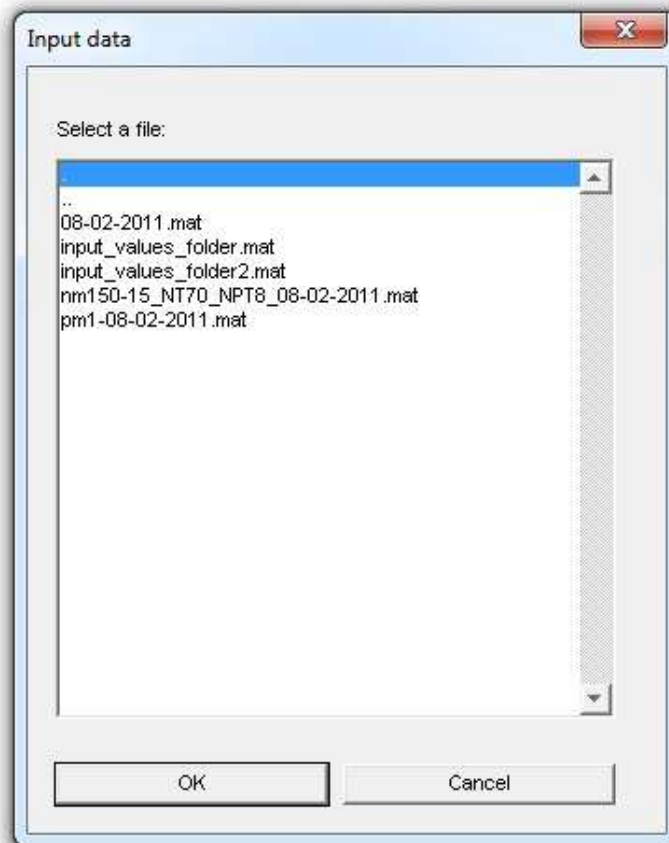 Input data
Select a file:
.
..
08-02-2011.mat
input_values_folder.mat
input_values_folder2.mat
nm150-15_NT70_NPT8_08-02-2011.mat
pm1-08-02-2011.mat
OK
Cancel